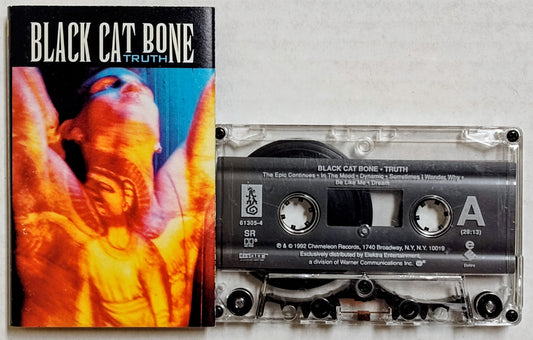 BLACK CAT BONE
TRUTH
BLACK CAT BONE • TRUTH
The Epic Continues • In The Mood • Dynamic • Sometimes I Wonder Why •
Be Like Me • Dream
61305-4
SR
A
(29:13)
℗ & © 1992 Chameleon Records, 1740 Broadway, N.Y., N.Y. 10019
Exclusively distributed by Elektra Entertainment,
a division of Warner Communications Inc.
Elektra